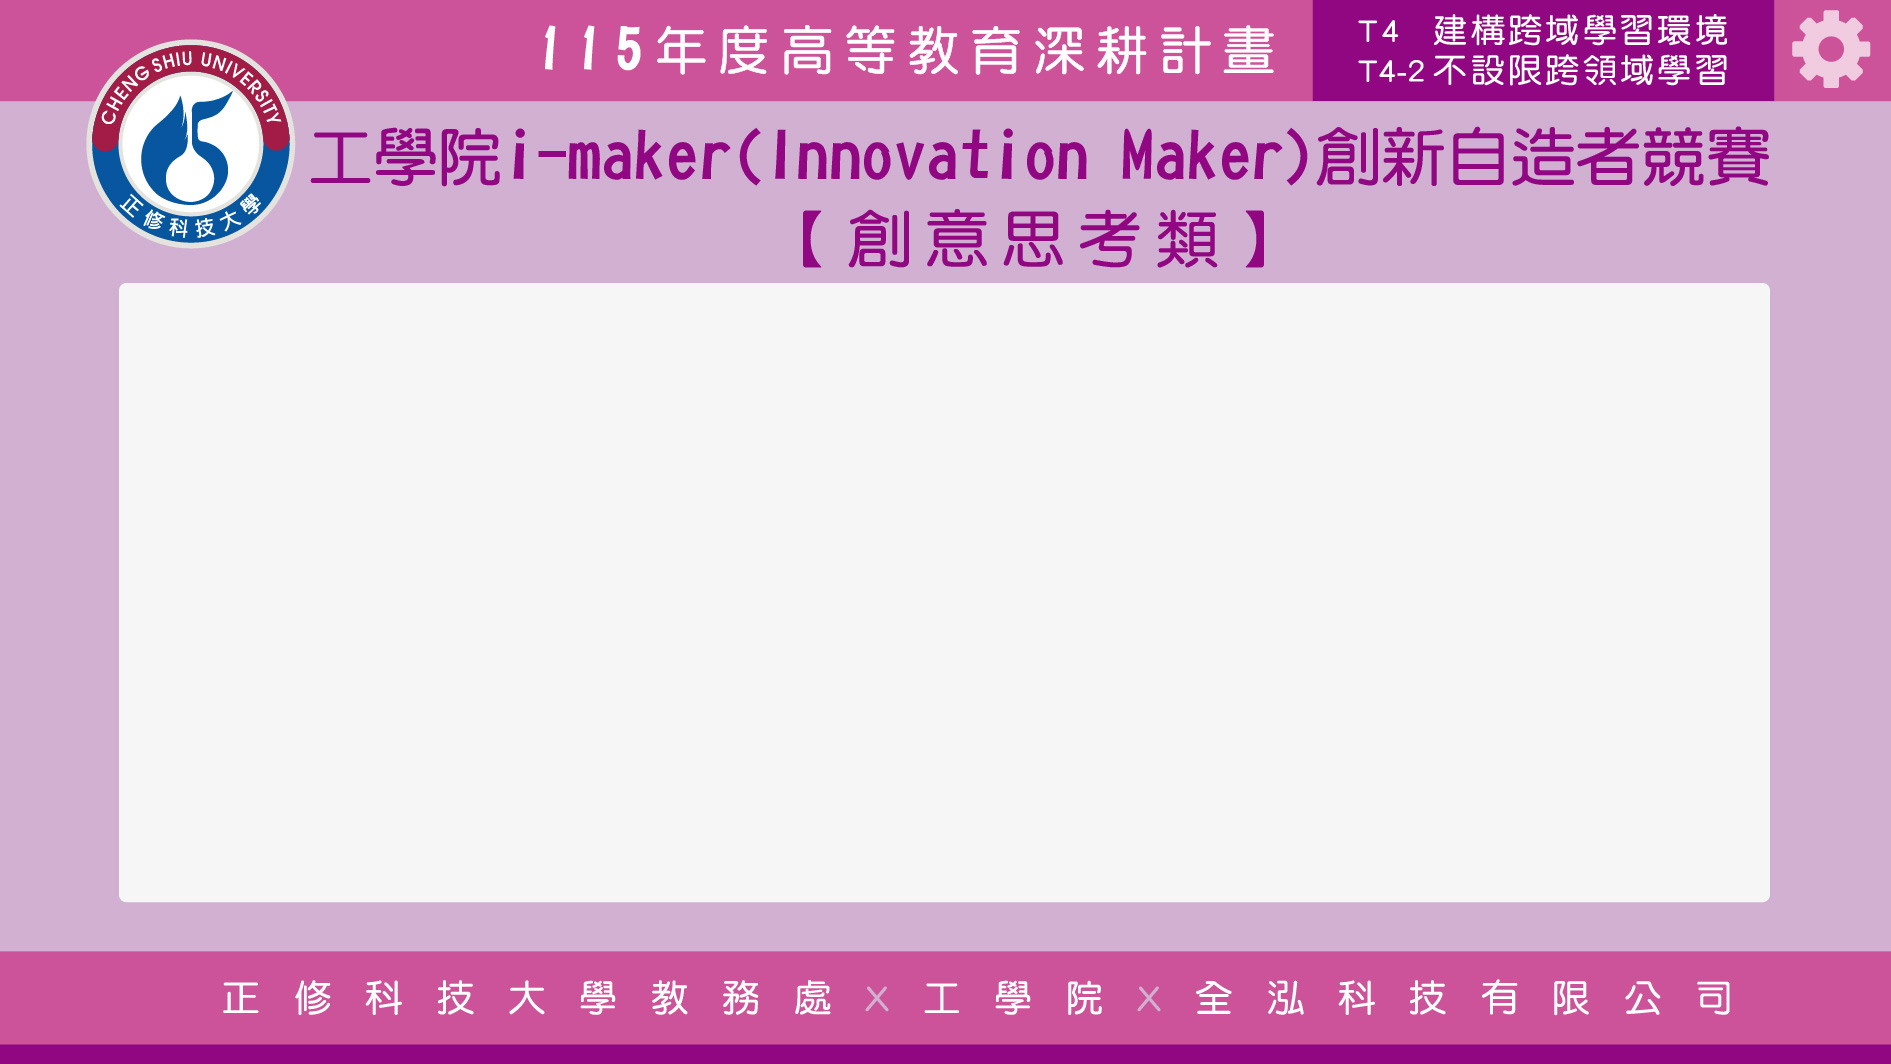 115年度高等教育深耕計畫
T4 建構跨域學習環境
T4-2不設限跨領域學習
CHENG SHIU UNIVERSITY
正修科技大學
工學院i-maker(Innovation Maker)創新自造者競賽
【創意思考類】
正修科技大學教務處X工學院X全泓科技有限公司